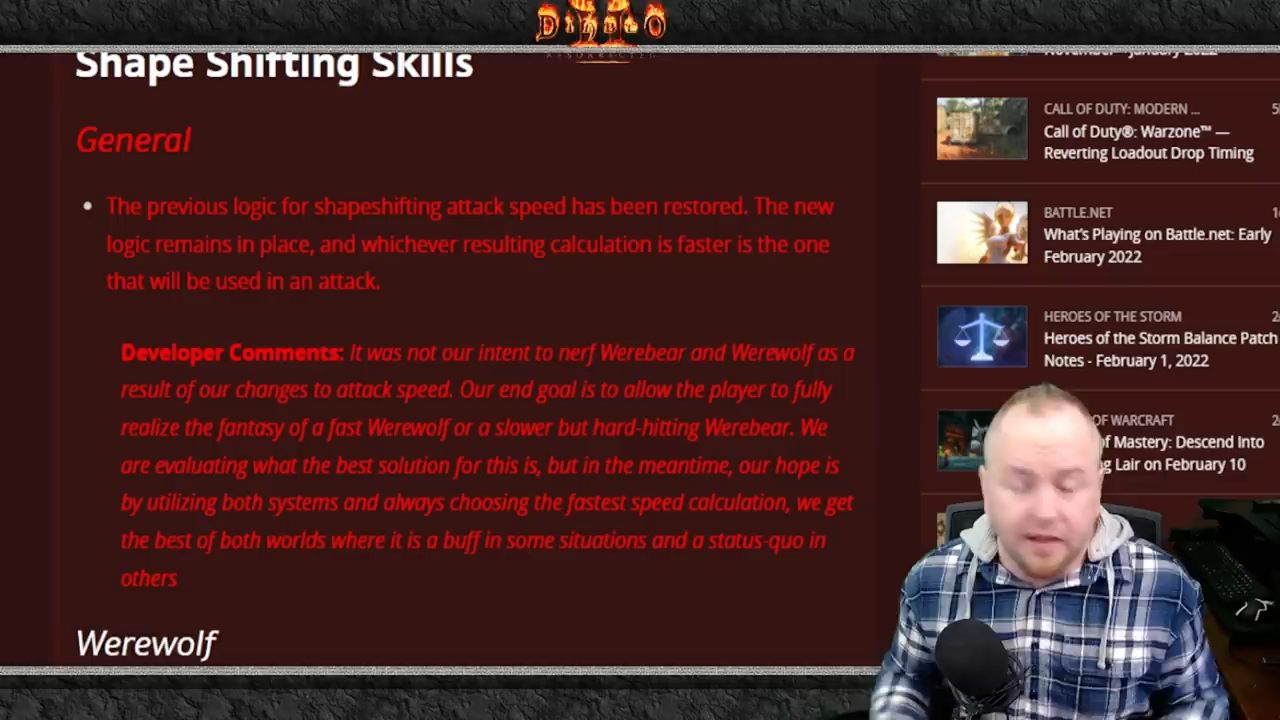 DIABLO
II
RESURRECTED
Shape Shifting Skills
General
The previous logic for shapeshifting attack speed has been restored. The new
logic remains in place, and whichever resulting calculation is faster is the one
that will be used in an attack.
Developer Comments: It was not our intent to nerf Werebear and Werewolf as a
result of our changes to attack speed. Our end goal is to allow the player to fully
realize the fantasy of a fast Werewolf or a slower but hard-hitting Werebear. We
are evaluating what the best solution for this is, but in the meantime, our hope is
by utilizing both systems and always choosing the fastest speed calculation, we get
the best of both worlds where it is a buff in some situations and a status-quo in
others
Werewolf
November - January 2022
CALL OF DUTY: MODERN ...
Call of Duty®: Warzone™ —
Reverting Loadout Drop Timing
BATTLE.NET
What's Playing on Battle.net: Early
February 2022
HEROES OF THE STORM
Heroes of the Storm Balance Patch
Notes - February 1, 2022
OF WARCRAFT
of Mastery: Descend Into
Lair on February 10